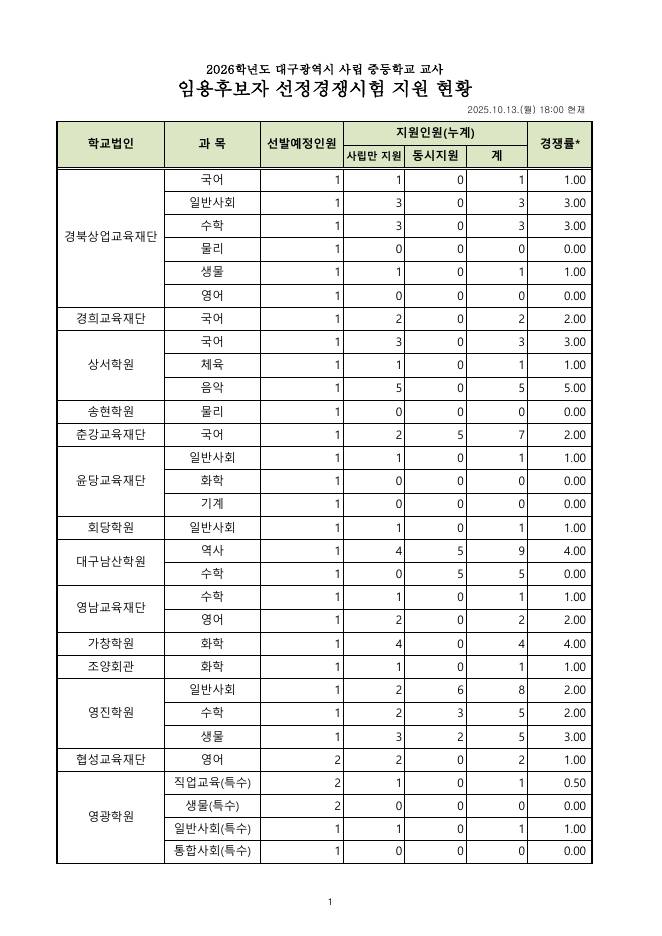 2026학년도 대구광역시 사립 중등학교 교사
임용후보자 선정경쟁시험 지원 현황
2025.10.13.(월) 18:00 현재
학교법인 과 목 선발예정인원 지원인원(누계) 경쟁률*
사립만 지원 동시지원 계
경북상업교육재단 국어 1 1 0 1 1.00
일반사회 1 3 0 3 3.00
수학 1 3 0 3 3.00
물리 1 0 0 0 0.00
생물 1 1 0 1 1.00
영어 1 0 0 0 0.00
경희교육재단 국어 1 2 0 2 2.00
상서학원 국어 1 3 0 3 3.00
체육 1 1 0 1 1.00
음악 1 5 0 5 5.00
송현학원 물리 1 0 0 0 0.00
춘강교육재단 국어 1 2 5 7 2.00
윤당교육재단 일반사회 1 1 0 1 1.00
화학 1 0 0 0 0.00
기계 1 0 0 0 0.00
회당학원 일반사회 1 1 0 1 1.00
대구남산학원 역사 1 4 5 9 4.00
수학 1 0 5 5 0.00
영남교육재단 수학 1 1 0 1 1.00
영어 1 2 0 2 2.00
가창학원 화학 1 4 0 4 4.00
조양회관 화학 1 1 0 1 1.00
영진학원 일반사회 1 2 6 8 2.00
수학 1 2 3 5 2.00
생물 1 3 2 5 3.00
협성교육재단 영어 2 2 0 2 1.00
영광학원 직업교육(특수) 2 1 0 1 0.50
생물(특수) 2 0 0 0 0.00
일반사회(특수) 1 1 0 1 1.00
통합사회(특수) 1 0 0 0 0.00
1